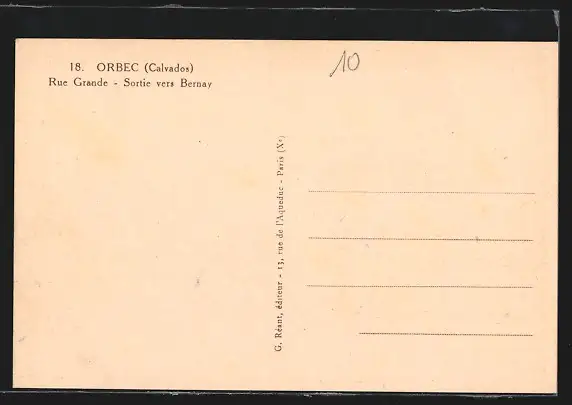 18. ORBEC (Calvados)
Rue Grande - Sortie vers Bernay
10
G. Réant, éditeur - 13, rue de l'Aqueduc - Paris (Xe)